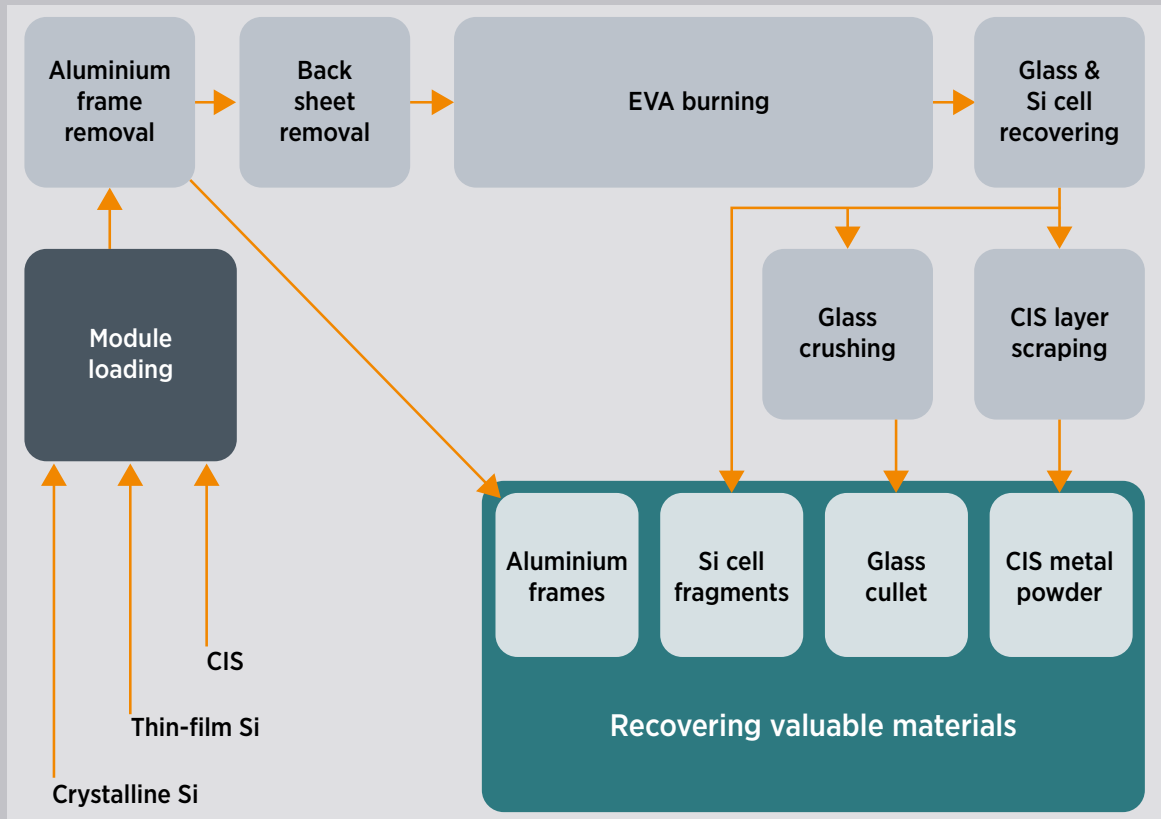 Aluminium
frame
removal
Back
sheet
removal
EVA burning
Glass &
Si cell
recovering
Module
loading
Glass
crushing
CIS layer
scraping
Aluminium
frames
Si cell
fragments
Glass
cullet
CIS metal
powder
CIS
Thin-film Si
Crystalline Si
Recovering valuable materials